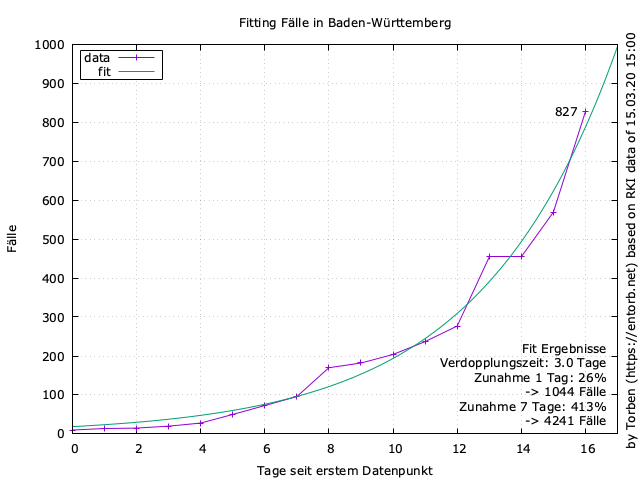 Fitting Fälle in Baden-Württemberg
1000
900
800
700
600
500
400
300
200
100
0
Fälle
data
fit
827
Fit Ergebnisse
Verdopplungszeit: 3.0 Tage
Zunahme 1 Tag: 26%
-> 1044 Fälle
Zunahme 7 Tage: 413%
-> 4241 Fälle
0 2 4 6 8 10 12 14 16
Tage seit erstem Datenpunkt
by Torben (https://entorb.net) based on RKI data of 15.03.20 15:00